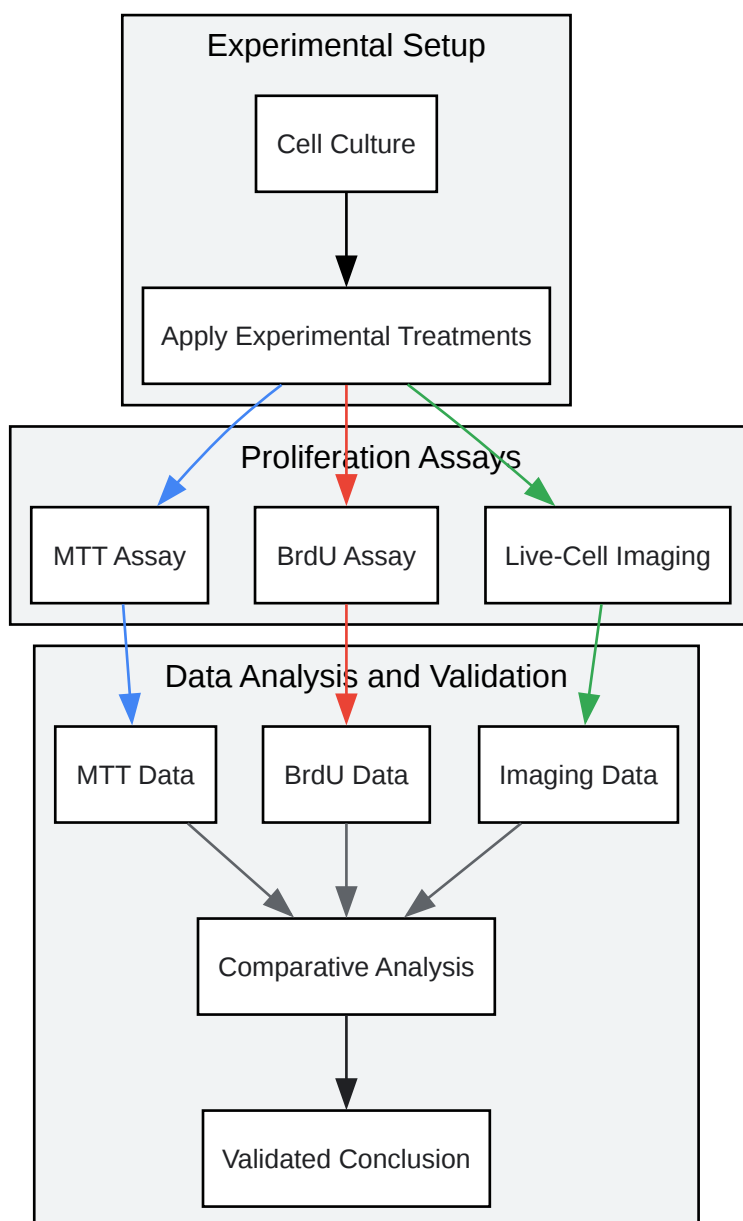 Experimental Setup
Cell Culture
Apply Experimental Treatments
Proliferation Assays
MTT Assay
BrdU Assay
Live-Cell Imaging
Data Analysis and Validation
MTT Data
BrdU Data
Imaging Data
Comparative Analysis
Validated Conclusion